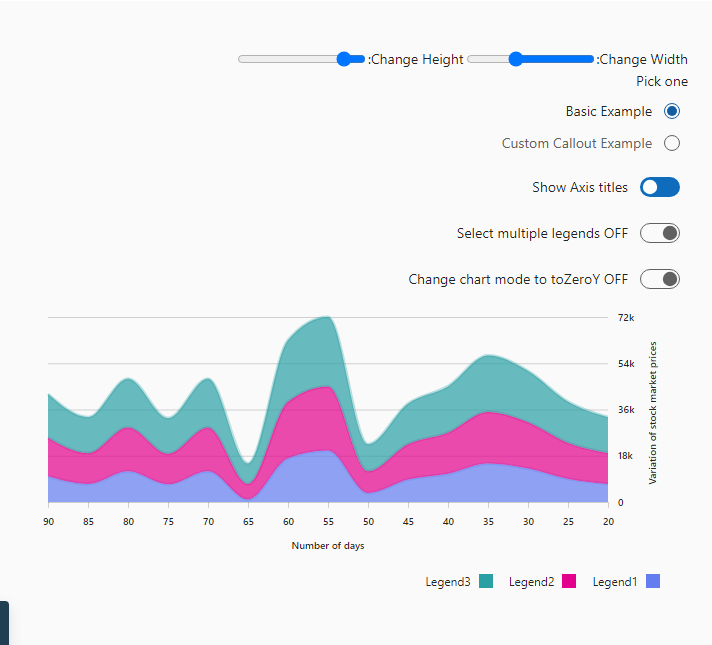 :Change Width :Change Height
Pick one
Basic Example
Custom Callout Example
Show Axis titles
Select multiple legends OFF
Change chart mode to toZeroY OFF
72k
54k
36k
18k
0
Variation of stock market prices
90 85 80 75 70 65 60 55 50 45 40 35 30 25 20
Number of days
Legend3 Legend2 Legend1